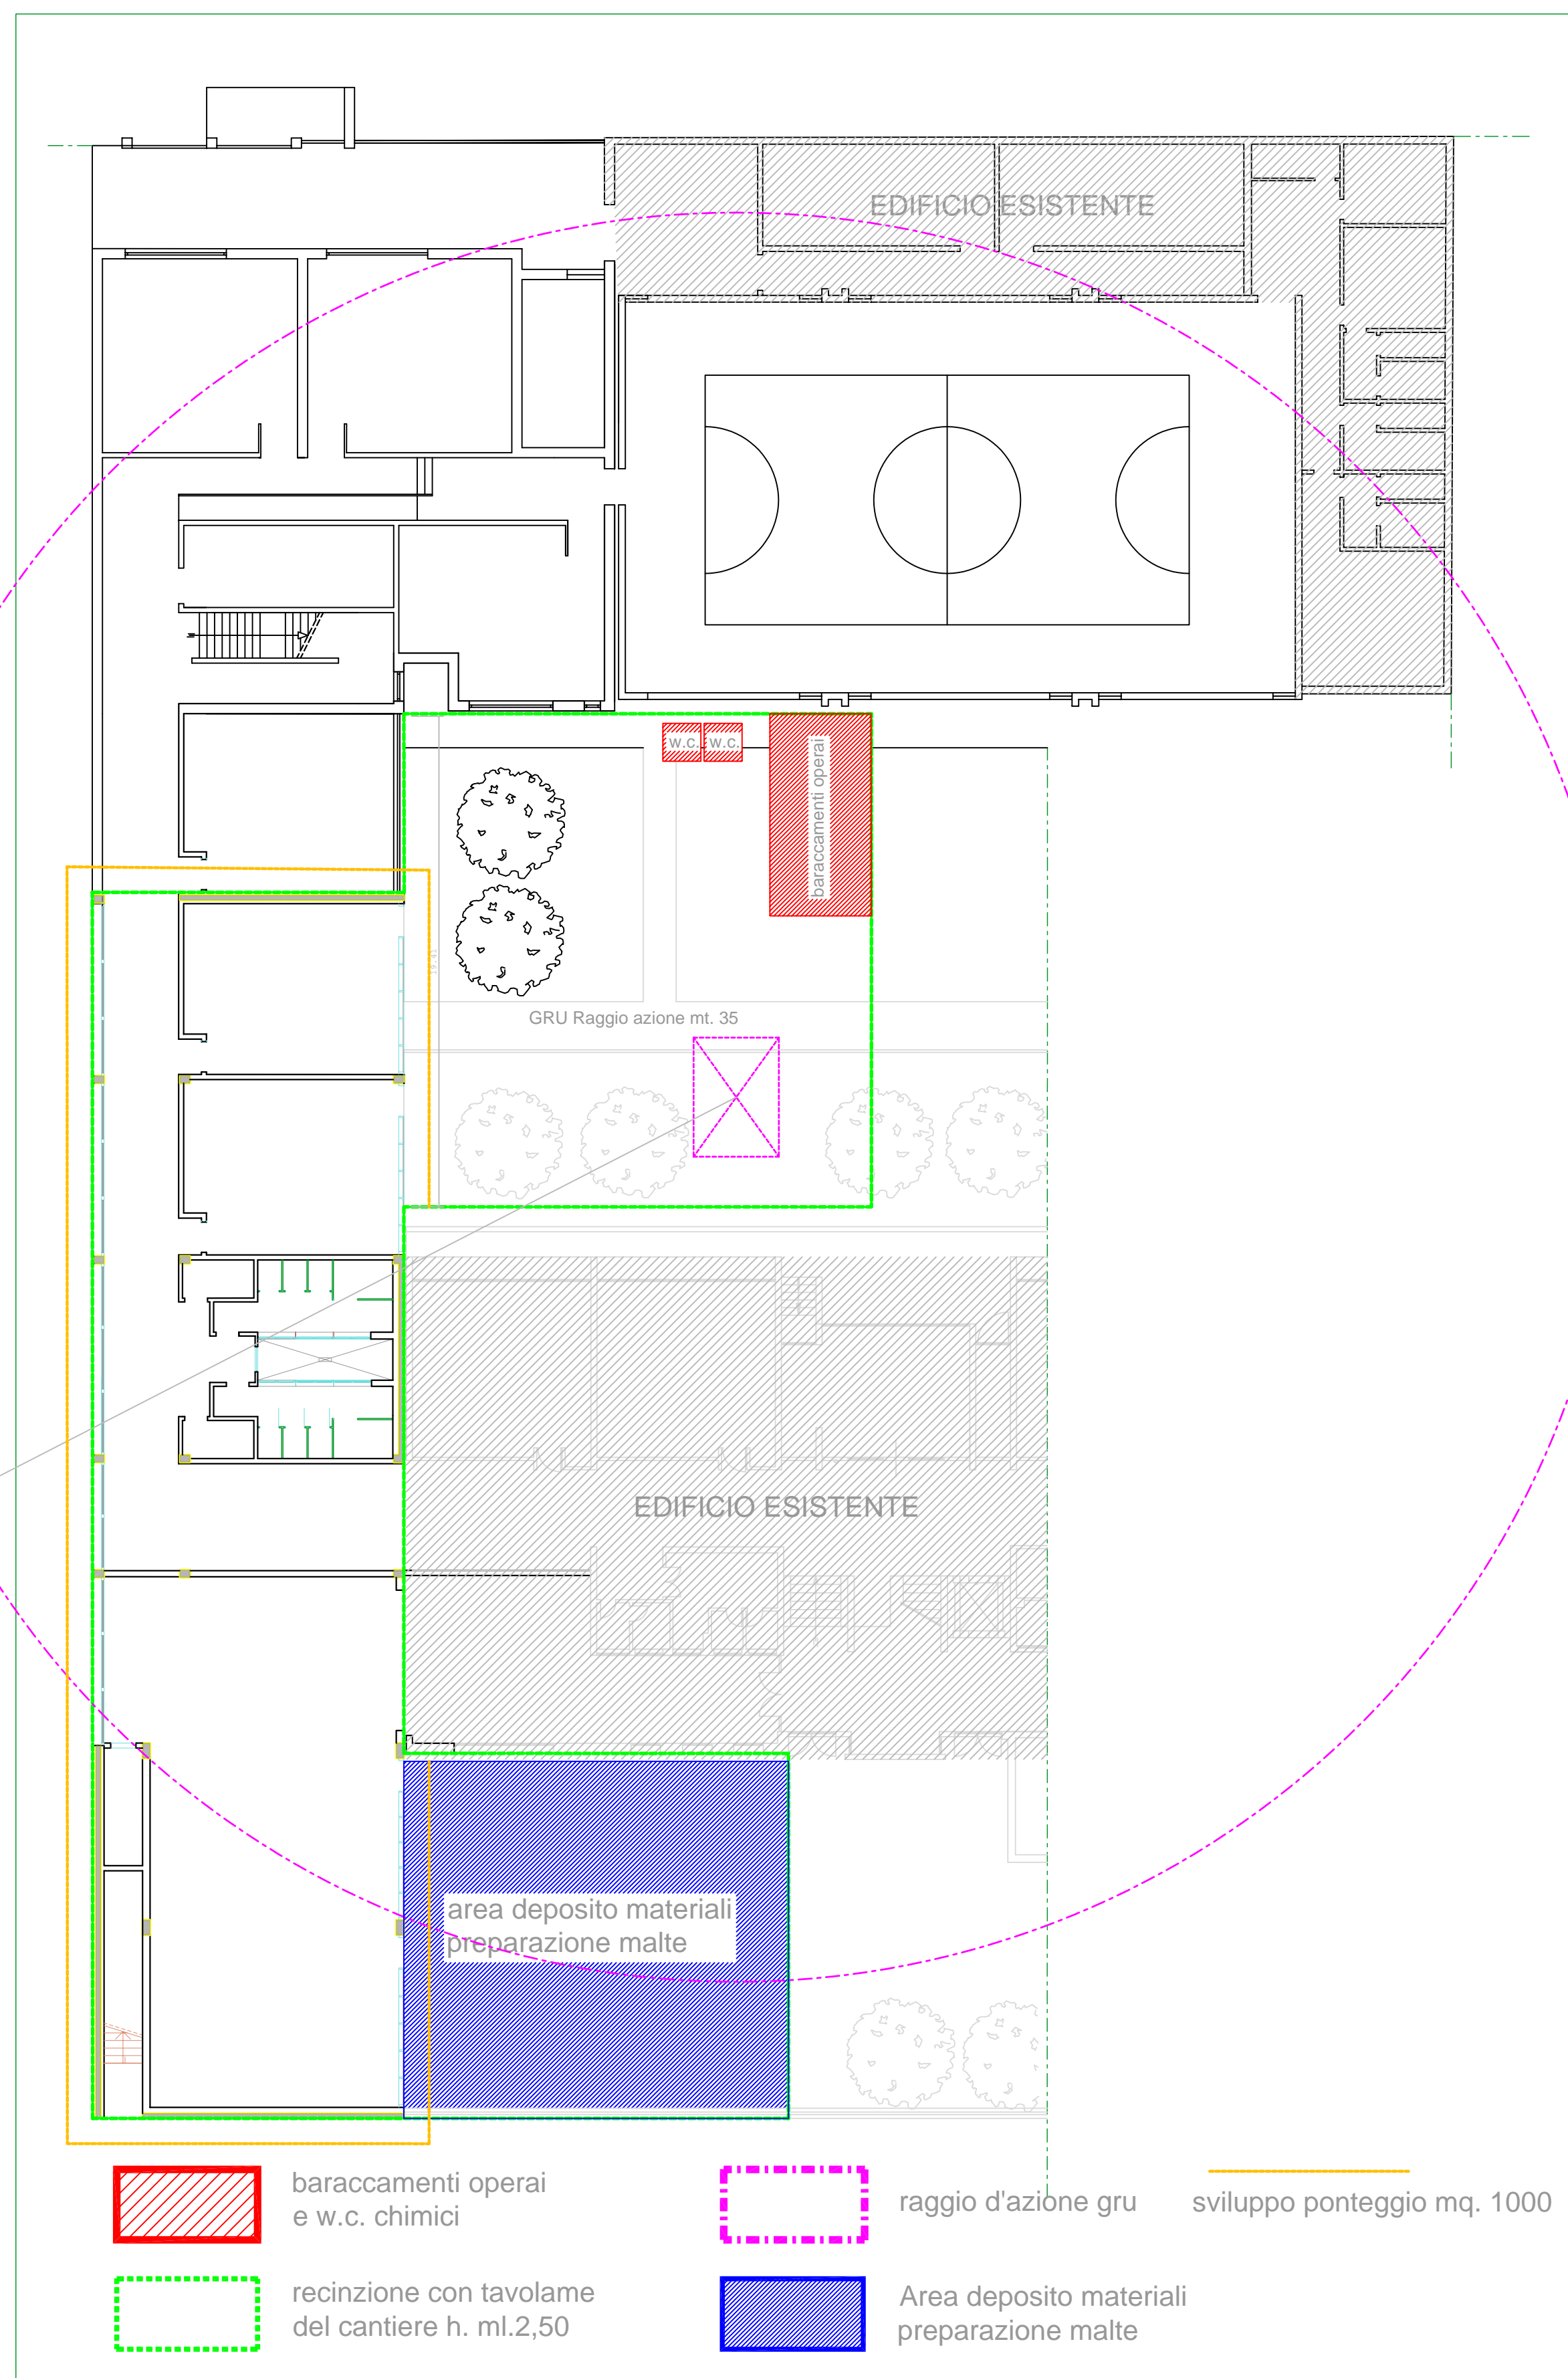 EDIFICIO ESISTENTE
w.c.
w.c.
baraccamenti operai
GRU Raggio azione mt. 35
EDIFICIO ESISTENTE
area deposito materiali
preparazione malte
baraccamenti operai
e w.c. chimici
raggio d'azione gru
sviluppo ponteggio mq. 1000
recinzione con tavolame
del cantiere h. ml.2,50
Area deposito materiali
preparazione malte